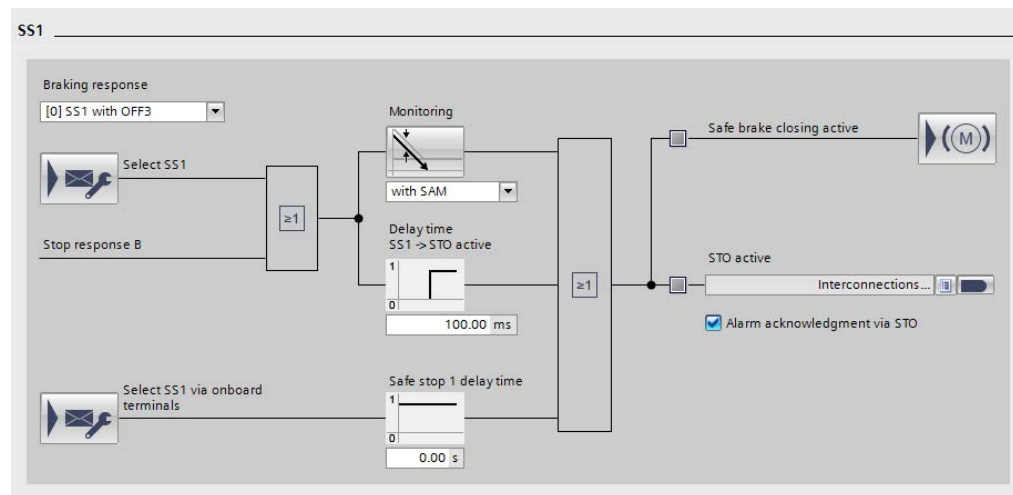 SS1
Braking response
[0] SS1 with OFF3
Select SS1
Stop response B
≥1
Monitoring
with SAM
Delay time
SS1 -> STO active
1
0
100.00 ms
Select SS1 via onboard
terminals
Safe stop 1 delay time
1
0
0.00 s
≥1
Safe brake closing active
M
STO active
Interconnections...
Alarm acknowledgment via STO